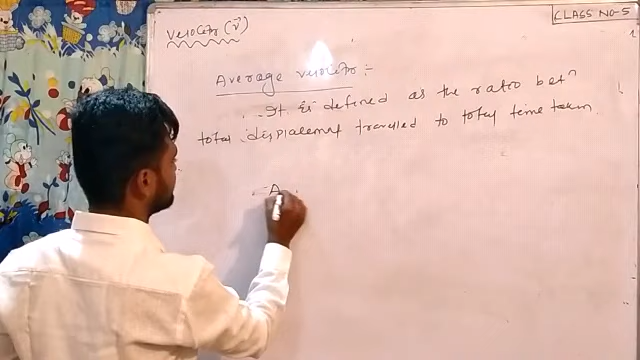 CLASS NO-5
Velocity (v⃗)
Average velocity :-
It is defined as the ratio betn
total displacement travelled to total time taken.
A